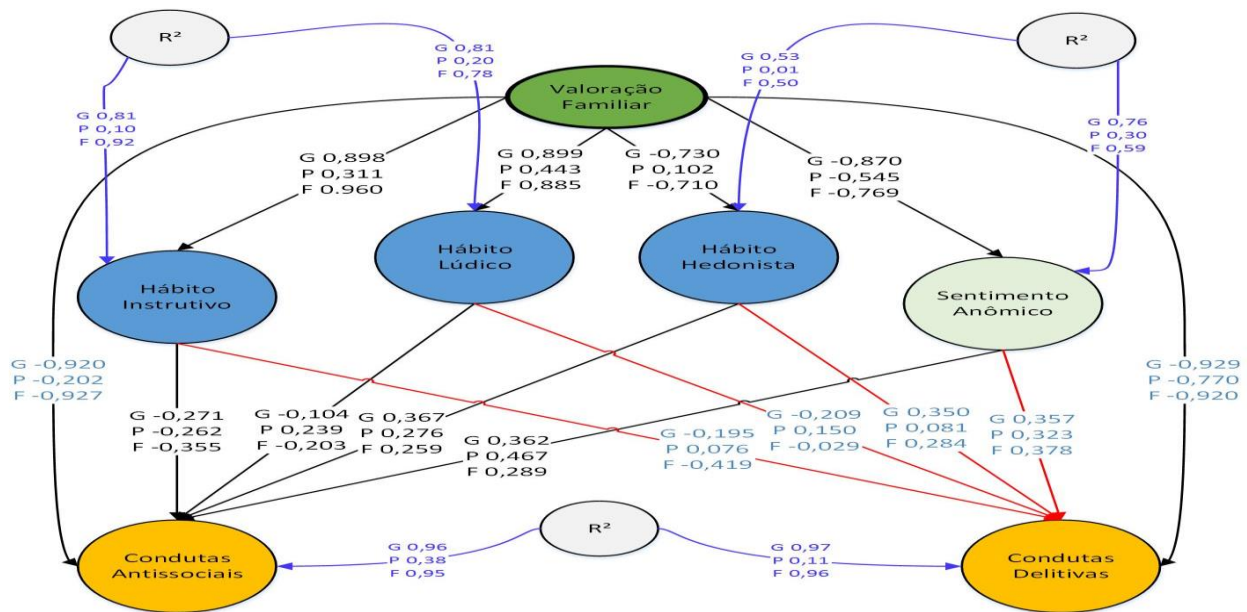 R²
R²
G 0,81
P 0,20
F 0,78
G 0,53
P 0,01
F 0,50
Valoração
Familiar
G 0,81
P 0,10
F 0,92
G 0,76
P 0,30
F 0,59
G 0,898
P 0,311
F 0.960
G 0,899
P 0,443
F 0,885
G -0,730
P 0,102
F -0,710
G -0,870
P -0,545
F -0,769
Hábito
Instrutivo
Hábito
Lúdico
Hábito
Hedonista
Sentimento
Anômico
G -0,920
P -0,202
F -0,927
G -0,929
P -0,770
F -0,920
G -0,271
P -0,262
F -0,355
G -0,104
P 0,239
F -0,203
G 0,367
P 0,276
F 0,259
G 0,362
P 0,467
F 0,289
G -0,195
P 0,076
F -0,419
G -0,209
P 0,150
F -0,029
G 0,350
P 0,081
F 0,284
G 0,357
P 0,323
F 0,378
Condutas
Antissociais
G 0,96
P 0,38
F 0,95
R²
G 0,97
P 0,11
F 0,96
Condutas
Delitivas